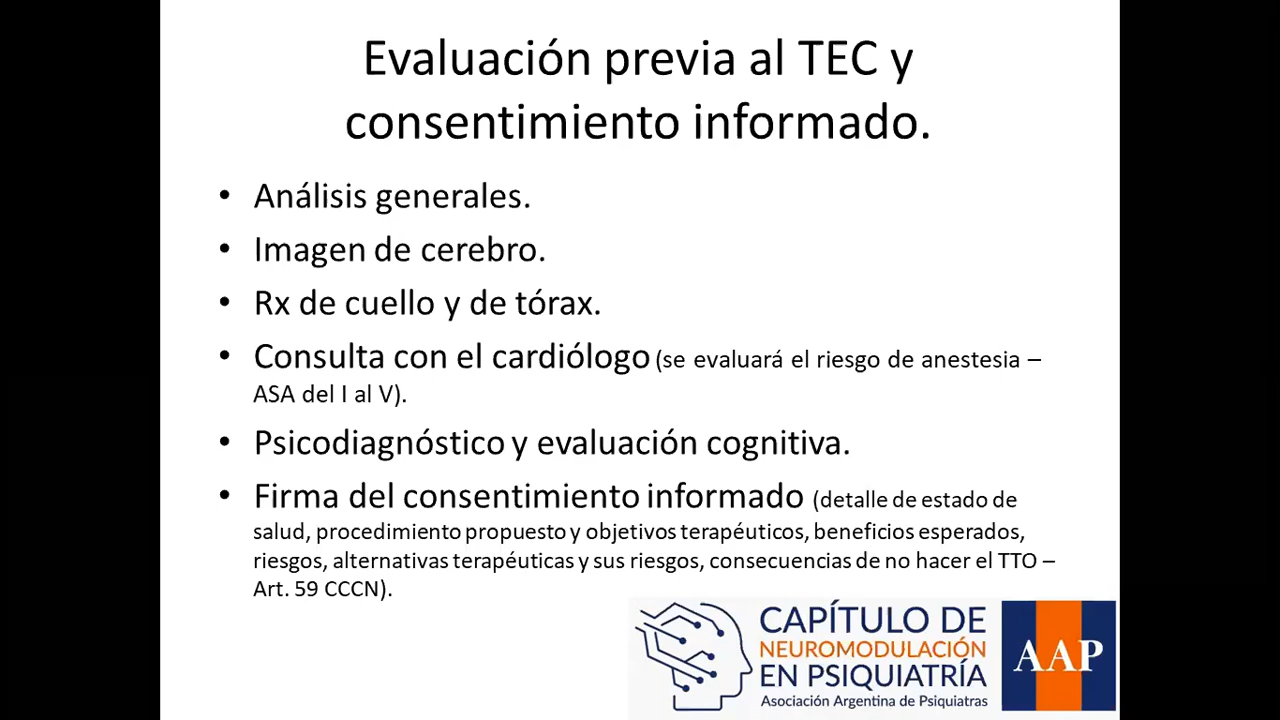 Evaluación previa al TEC y
consentimiento informado.
• Análisis generales.
• Imagen de cerebro.
• Rx de cuello y de tórax.
• Consulta con el cardiólogo (se evaluará el riesgo de anestesia –
ASA del I al V).
• Psicodiagnóstico y evaluación cognitiva.
• Firma del consentimiento informado (detalle de estado de
salud, procedimiento propuesto y objetivos terapéuticos, beneficios esperados,
riesgos, alternativas terapéuticas y sus riesgos, consecuencias de no hacer el TTO –
Art. 59 CCCN).
CAPÍTULO DE
NEUROMODULACIÓN
EN PSIQUIATRÍA
Asociación Argentina de Psiquiatras
AAP